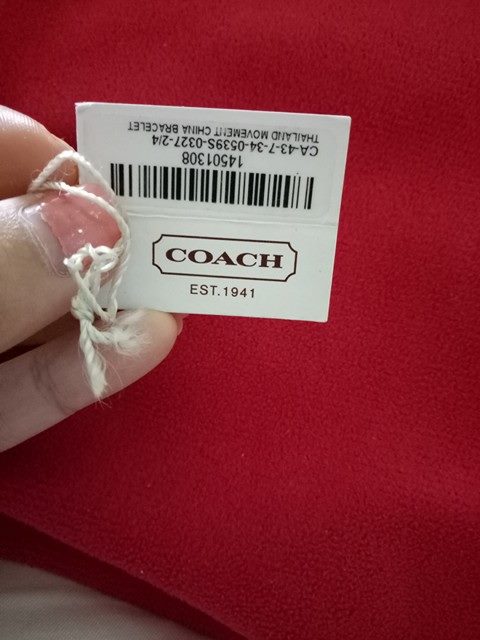 THAILAND MOVEMENT CHINA BRACELET
CA-43-7-34-0539S-0327-2/4
14501308
COACH
EST.1941